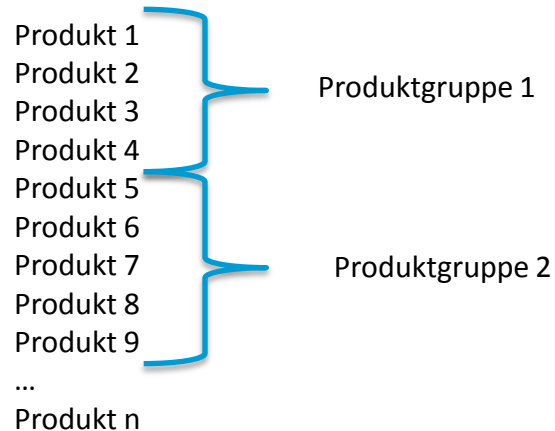 Produkt 1
Produkt 2
Produkt 3
Produkt 4
Produkt 5
Produkt 6
Produkt 7
Produkt 8
Produkt 9
...
Produkt n
Produktgruppe 1
Produktgruppe 2